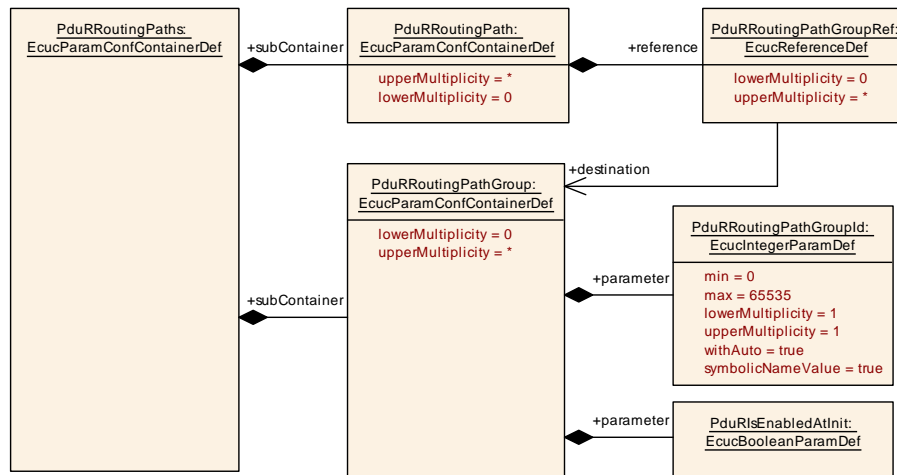 PduRRoutingPaths:
EcucParamConfContainerDef
+subContainer
PduRRoutingPath:
EcucParamConfContainerDef
upperMultiplicity = *
lowerMultiplicity = 0
+reference
PduRRoutingPathGroupRef:
EcucReferenceDef
lowerMultiplicity = 0
upperMultiplicity = *
+destination
PduRRoutingPathGroup:
EcucParamConfContainerDef
lowerMultiplicity = 0
upperMultiplicity = *
+subContainer
+parameter
PduRRoutingPathGroupId:
EcucIntegerParamDef
min = 0
max = 65535
lowerMultiplicity = 1
upperMultiplicity = 1
withAuto = true
symbolicNameValue = true
+parameter
PduRIsEnabledAtInit:
EcucBooleanParamDef